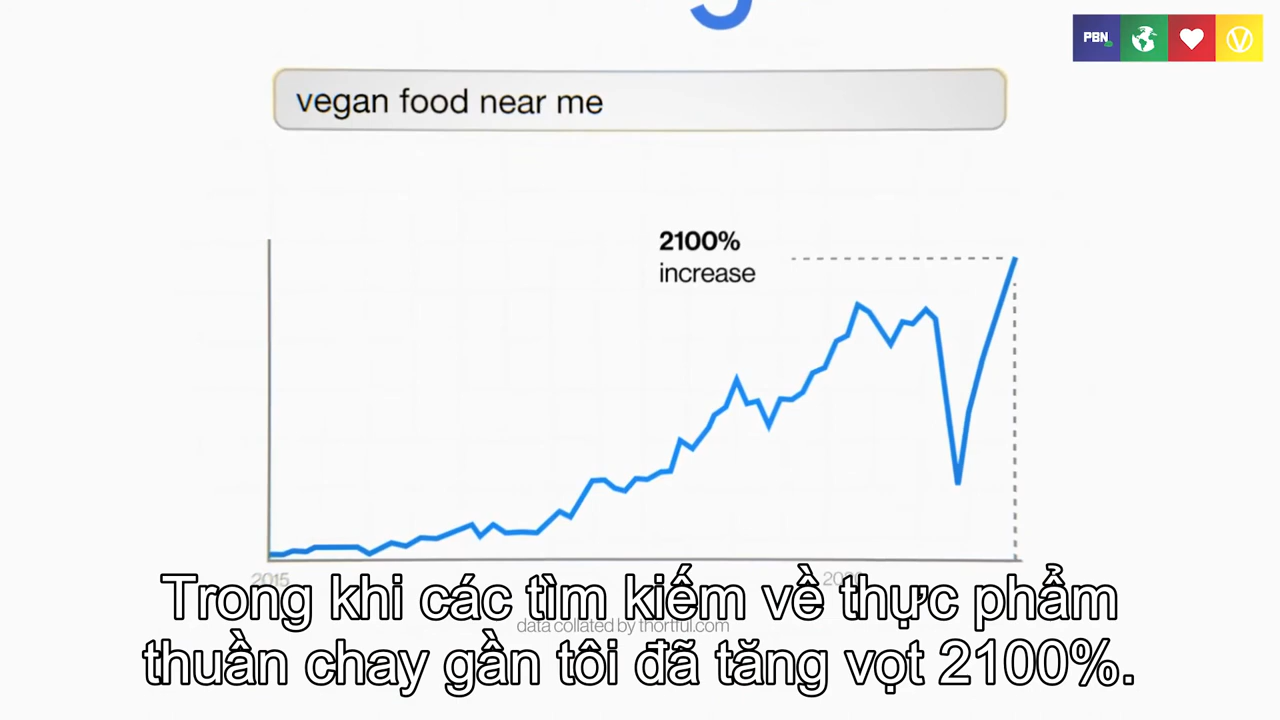 g
PBN
vegan food near me
2100%
increase
2015
Trong khi các tìm kiếm về thực phẩm
data collated by thortful.com
thuần chay gần tôi đã tăng vọt 2100%.